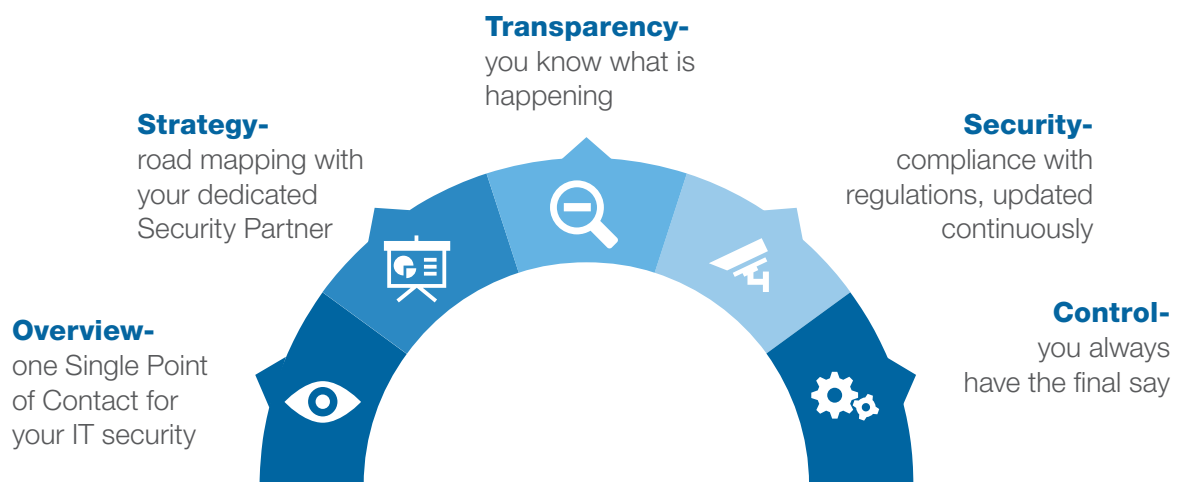 Transparency-
you know what is
happening
Strategy-
road mapping with
your dedicated
Security Partner
Security-
compliance with
regulations, updated
continuously
Overview-
one Single Point
of Contact for
your IT security
Control-
you always
have the final say